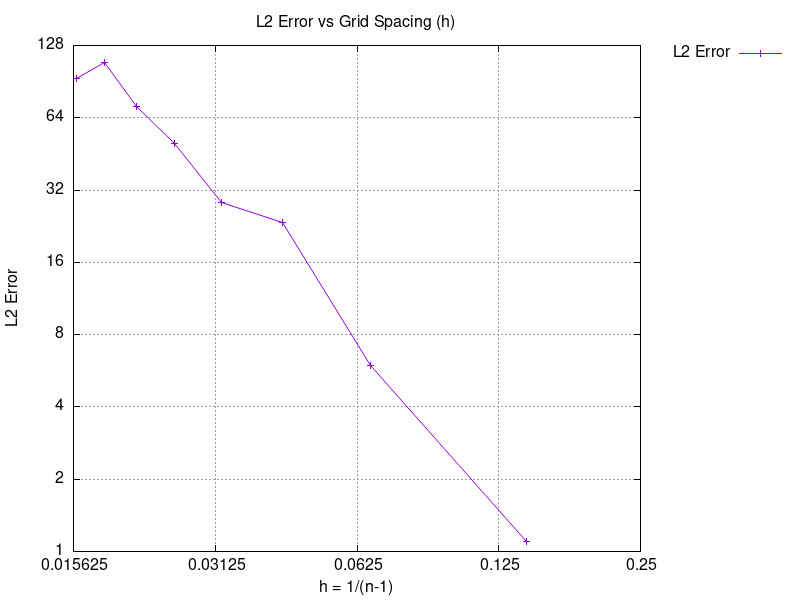 L2 Error vs Grid Spacing (h)
L2 Error
128
64
32
16
8
4
2
1
L2 Error
0.015625 0.03125 0.0625 0.125 0.25
h = 1/(n-1)